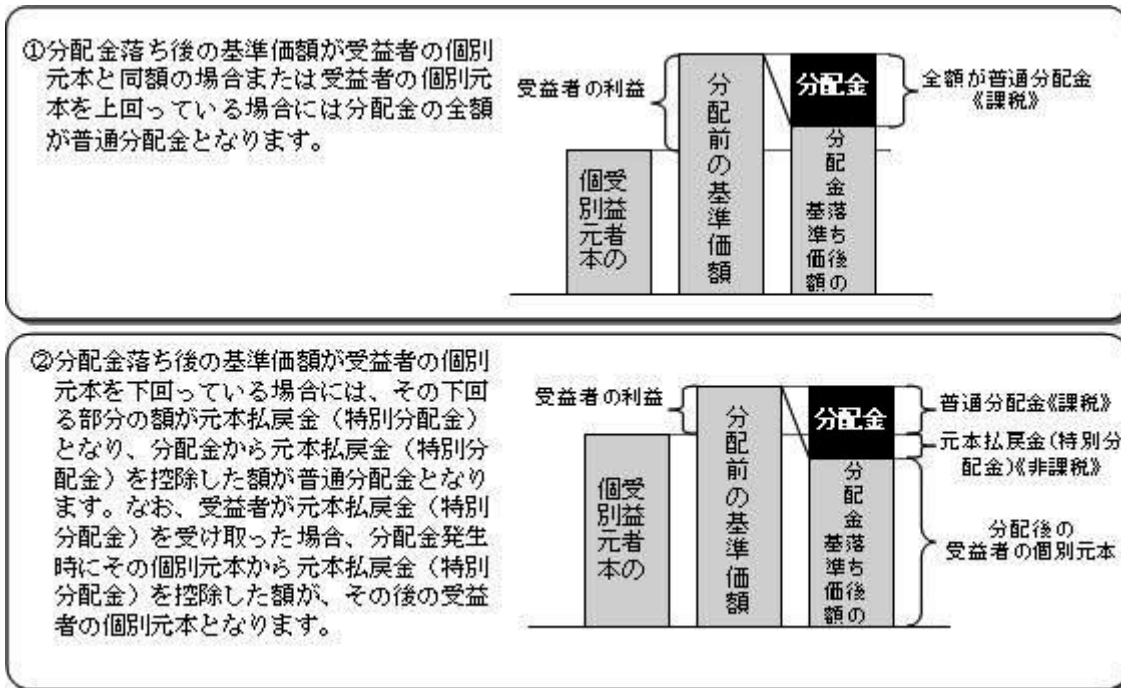 ①分配金落ち後の基準価額が受益者の個別
元本と同額の場合または受益者の個別元
本を上回っている場合には分配金の全額
が普通分配金となります。
受益者の利益
受益者の
個別元本
分配前の基準価額
分配金
分配金落ち後の
基準価額
全額が普通分配金
《課税》
②分配金落ち後の基準価額が受益者の個別
元本を下回っている場合には、その下回
る部分の額が元本払戻金（特別分配金）
となり、分配金から元本払戻金（特別分
配金）を控除した額が普通分配金となり
ます。なお、受益者が元本払戻金（特別
分配金）を受け取った場合、分配金発生
時にその個別元本から元本払戻金（特別
分配金）を控除した額が、その後の受益
者の個別元本となります。
受益者の利益
受益者の
個別元本
分配前の基準価額
分配金
分配金落ち後の
基準価額
普通分配金《課税》
元本払戻金(特別分
配金)《非課税》
分配後の
受益者の個別元本